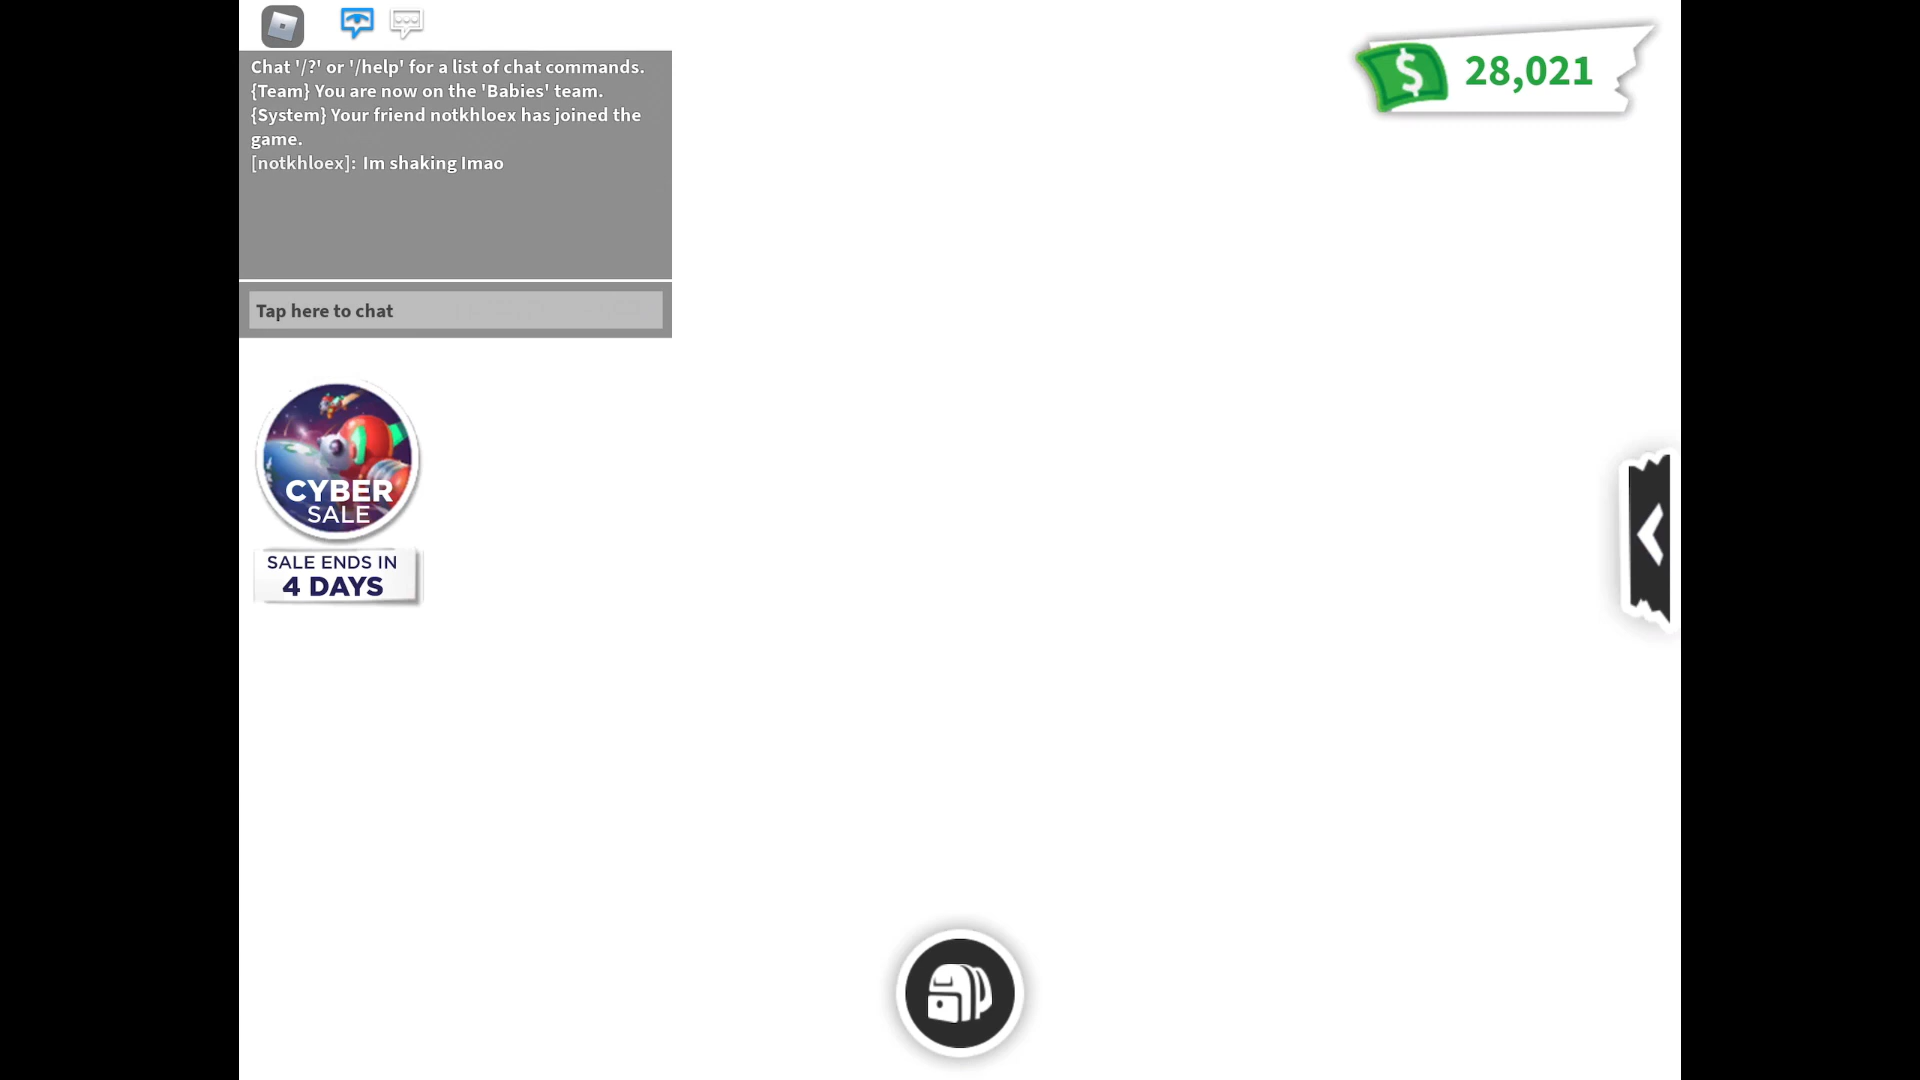 Chat '/?' or '/help' for a list of chat commands.
{Team} You are now on the 'Babies' team.
{System} Your friend notkhloex has joined the
game.
[notkhloex]: Im shaking lmao
Tap here to chat
$ 28,021
CYBER
SALE
SALE ENDS IN
4 DAYS